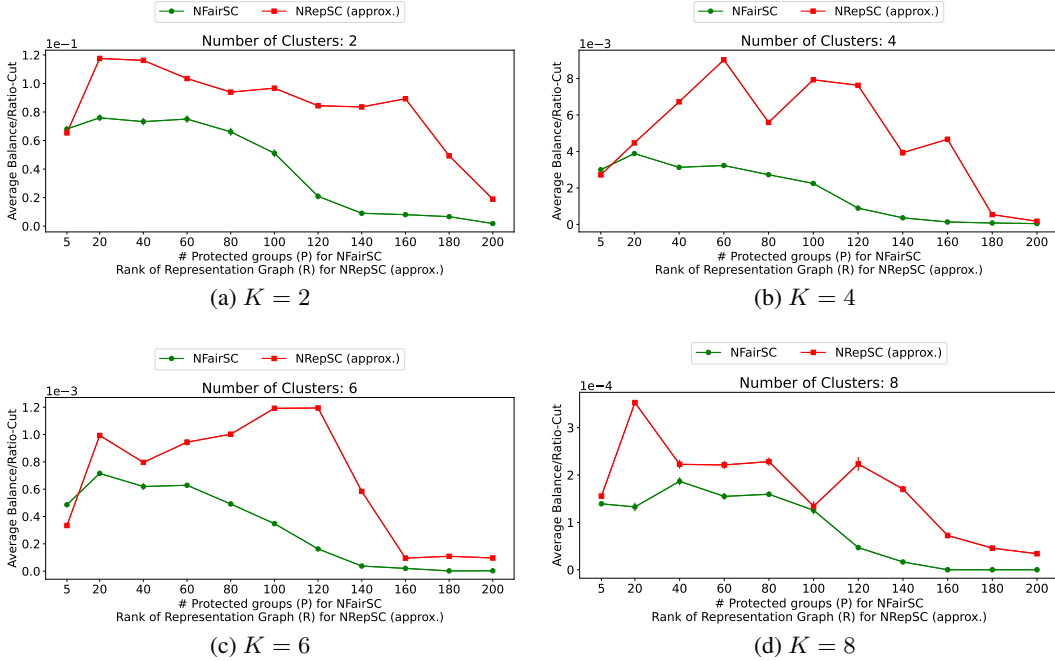 NFairSC NRepSC (approx.)
Number of Clusters: 2
1e−1
Average Balance/Ratio-Cut
1.2
1.0
0.8
0.6
0.4
0.2
0.0
5 20 40 60 80 100 120 140 160 180 200
# Protected groups (P) for NFairSC
Rank of Representation Graph (R) for NRepSC (approx.)
(a) K = 2
NFairSC NRepSC (approx.)
Number of Clusters: 4
1e−3
Average Balance/Ratio-Cut
8
6
4
2
0
5 20 40 60 80 100 120 140 160 180 200
# Protected groups (P) for NFairSC
Rank of Representation Graph (R) for NRepSC (approx.)
(b) K = 4
NFairSC NRepSC (approx.)
Number of Clusters: 6
1e−3
Average Balance/Ratio-Cut
1.2
1.0
0.8
0.6
0.4
0.2
0.0
5 20 40 60 80 100 120 140 160 180 200
# Protected groups (P) for NFairSC
Rank of Representation Graph (R) for NRepSC (approx.)
(c) K = 6
NFairSC NRepSC (approx.)
Number of Clusters: 8
1e−4
Average Balance/Ratio-Cut
3
2
1
0
5 20 40 60 80 100 120 140 160 180 200
# Protected groups (P) for NFairSC
Rank of Representation Graph (R) for NRepSC (approx.)
(d) K = 8